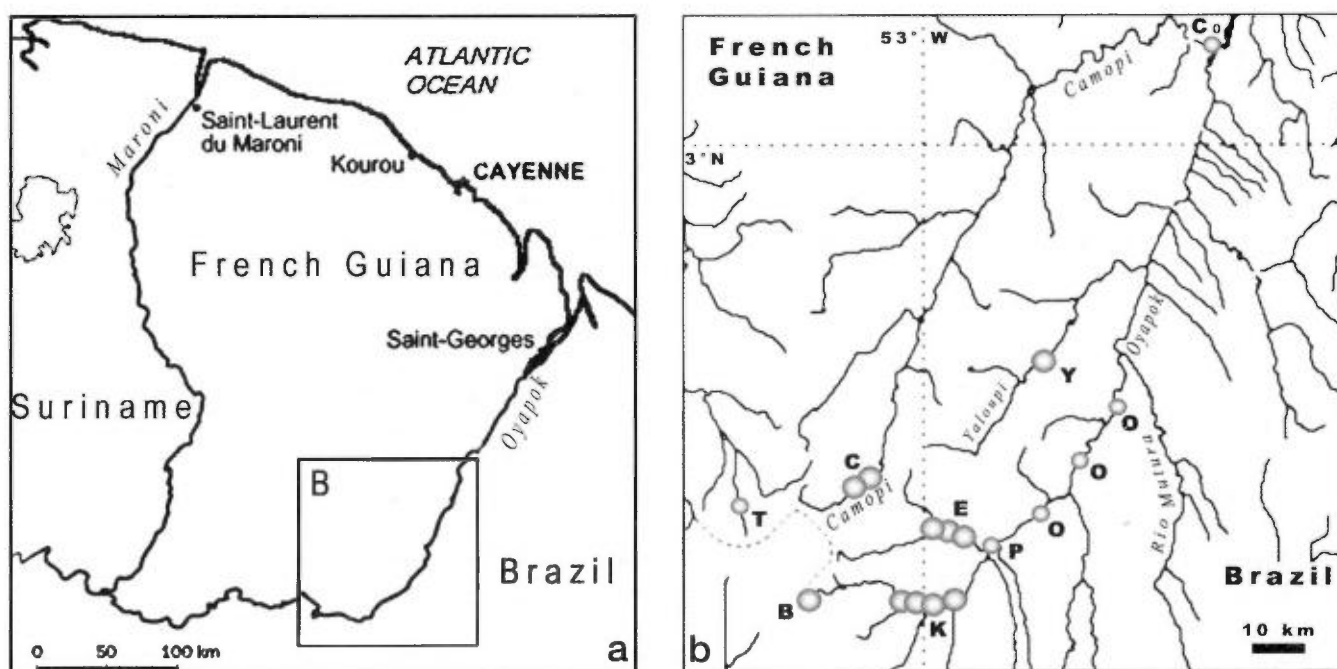 ATLANTIC
OCEAN
Maroni
Saint-Laurent
du Maroni
Kourou
CAYENNE
French Guiana
Saint-Georges
Suriname
Oyapok
B
Brazil
0 50 100 km
a
French
Guiana
53° W
Co
Camopi
3° N
Oyapok
Y
Yaloupi
O
C
O
Rio Mutura
Camopi
T
E
O
P
Brazil
B
K
10 km
b